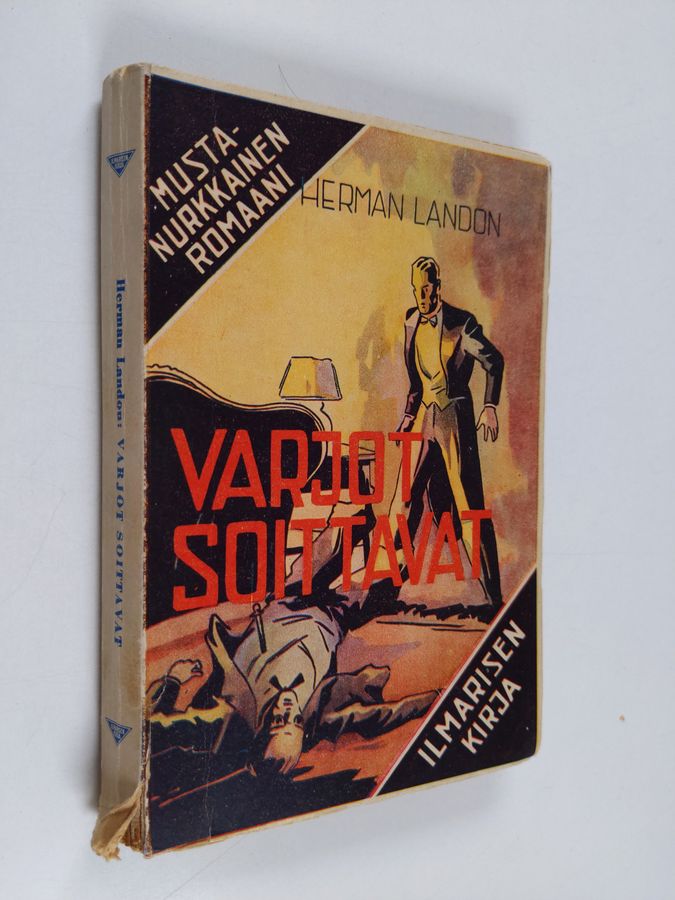 MUSTA-
NURKKAINEN
ROMAANI
HERMAN LANDON
VARJOT
SOITTAVAT
ILMARISEN
KIRJA
Herman Landon: VARJOT SOITTAVAT